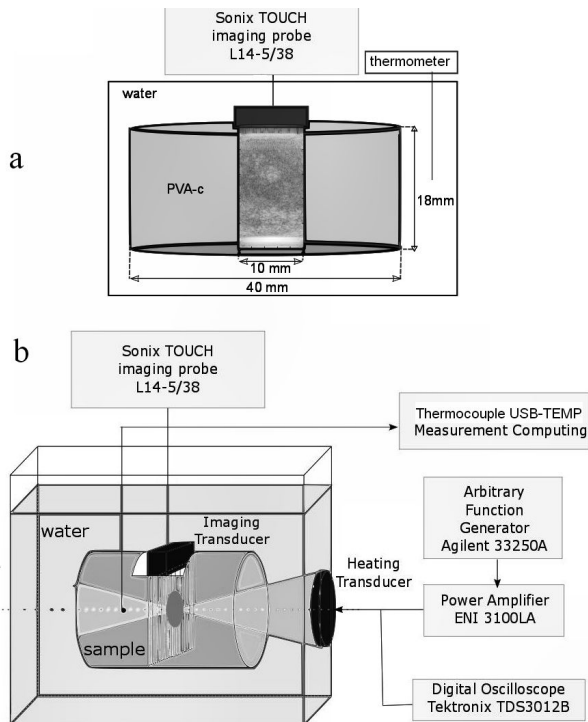 a
Sonix TOUCH
imaging probe
L14-5/38
thermometer
water
PVA-c
18mm
10 mm
40 mm
b
Sonix TOUCH
imaging probe
L14-5/38
Thermocouple USB-TEMP
Measurement Computing
water
Imaging
Transducer
Arbitrary
Function
Generator
Agilent 33250A
Heating
Transducer
Power Amplifier
ENI 3100LA
sample
Digital Oscilloscope
Tektronix TDS3012B